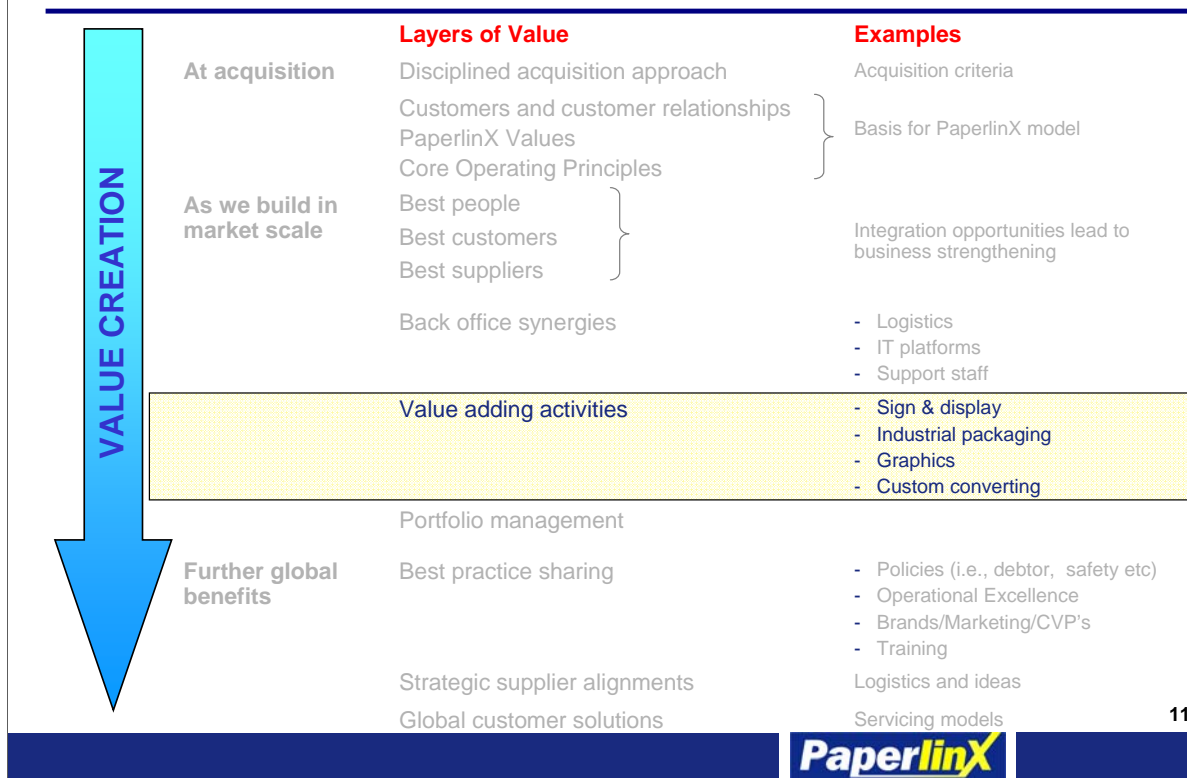 Layers of Value Examples
At acquisition Disciplined acquisition approach Acquisition criteria
Customers and customer relationships
PaperlinX Values Basis for PaperlinX model
Core Operating Principles
As we build in Best people
market scale Best customers Integration opportunities lead to
business strengthening
Best suppliers
Back office synergies - Logistics
- IT platforms
- Support staff
VALUE CREATION
Value adding activities - Sign & display
- Industrial packaging
- Graphics
- Custom converting
Portfolio management
Further global Best practice sharing - Policies (i.e., debtor, safety etc)
benefits - Operational Excellence
- Brands/Marketing/CVP's
- Training
Strategic supplier alignments Logistics and ideas
Global customer solutions Servicing models
11
PaperlinX